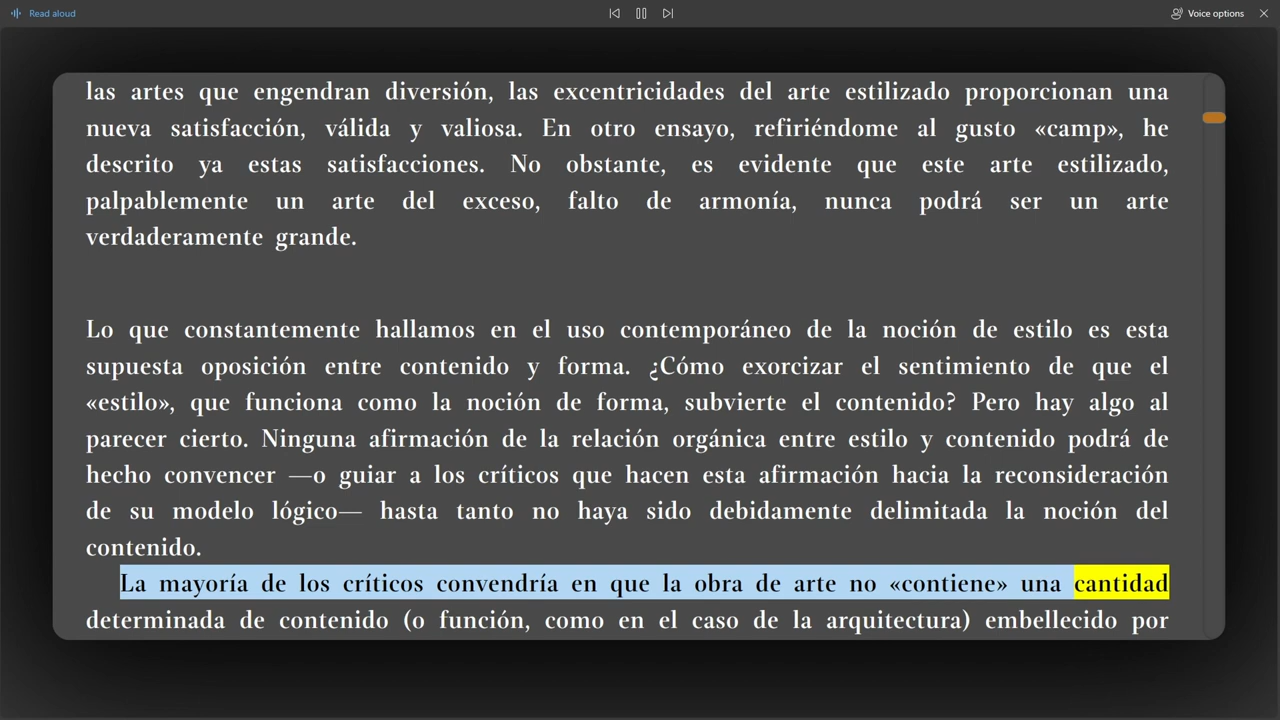 Read aloud
Voice options
las artes que engendran diversión, las excentricidades del arte estilizado proporcionan una
nueva satisfacción, válida y valiosa. En otro ensayo, refiriéndome al gusto «camp», he
descrito ya estas satisfacciones. No obstante, es evidente que este arte estilizado,
palpablemente un arte del exceso, falto de armonía, nunca podrá ser un arte
verdaderamente grande.
Lo que constantemente hallamos en el uso contemporáneo de la noción de estilo es esta
supuesta oposición entre contenido y forma. ¿Cómo exorcizar el sentimiento de que el
«estilo», que funciona como la noción de forma, subvierte el contenido? Pero hay algo al
parecer cierto. Ninguna afirmación de la relación orgánica entre estilo y contenido podrá de
hecho convencer —o guiar a los críticos que hacen esta afirmación hacia la reconsideración
de su modelo lógico— hasta tanto no haya sido debidamente delimitada la noción del
contenido.
La mayoría de los críticos convendría en que la obra de arte no «contiene» una cantidad
determinada de contenido (o función, como en el caso de la arquitectura) embellecido por